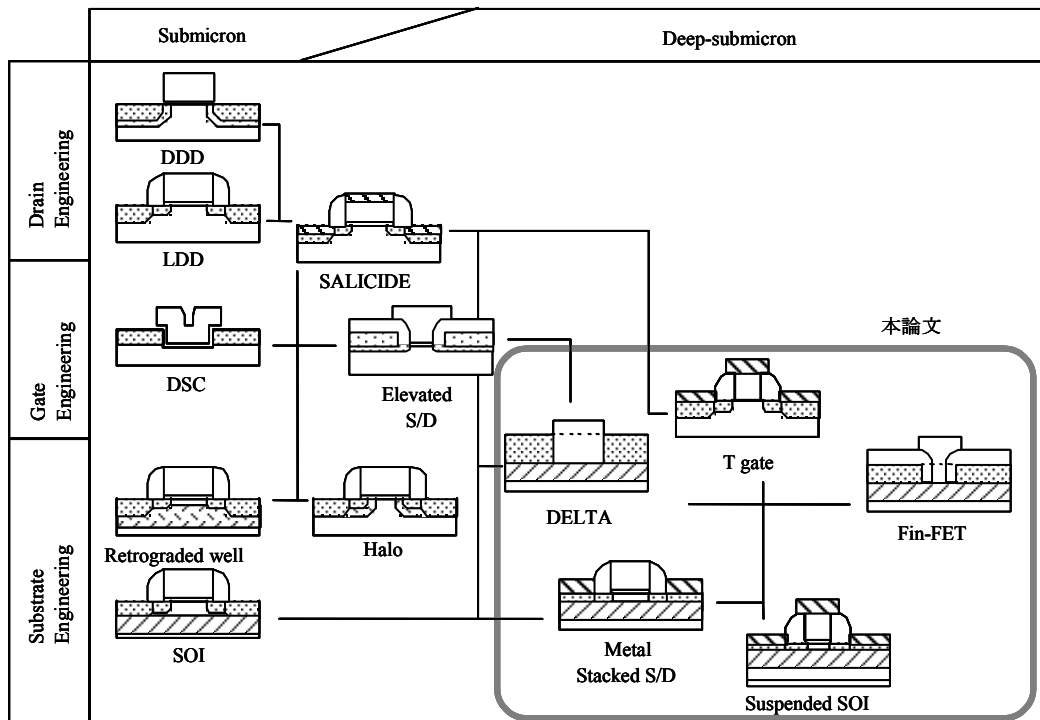 Submicron
Deep-submicron
Drain
Engineering
DDD
LDD
SALICIDE
Gate
Engineering
DSC
Elevated
S/D
本論文
T gate
DELTA
Fin-FET
Substrate
Engineering
Retrograded well
Halo
SOI
Metal
Stacked S/D
Suspended SOI